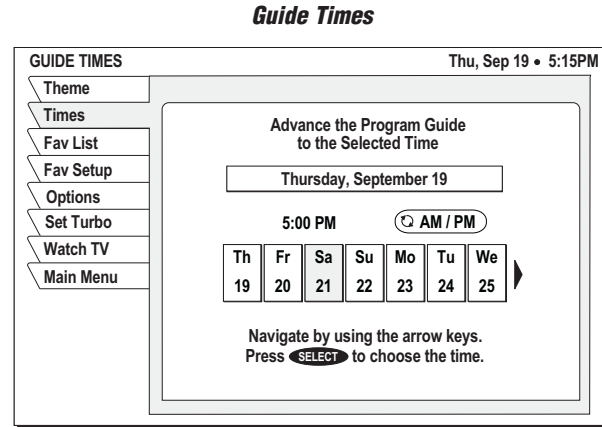 Guide Times
GUIDE TIMES Thu, Sep 19 • 5:15PM
Theme
Times
Fav List
Fav Setup
Options
Set Turbo
Watch TV
Main Menu
Advance the Program Guide
to the Selected Time
Thursday, September 19
5:00 PM AM / PM
Th Fr Sa Su Mo Tu We
19 20 21 22 23 24 25
Navigate by using the arrow keys.
Press SELECT to choose the time.